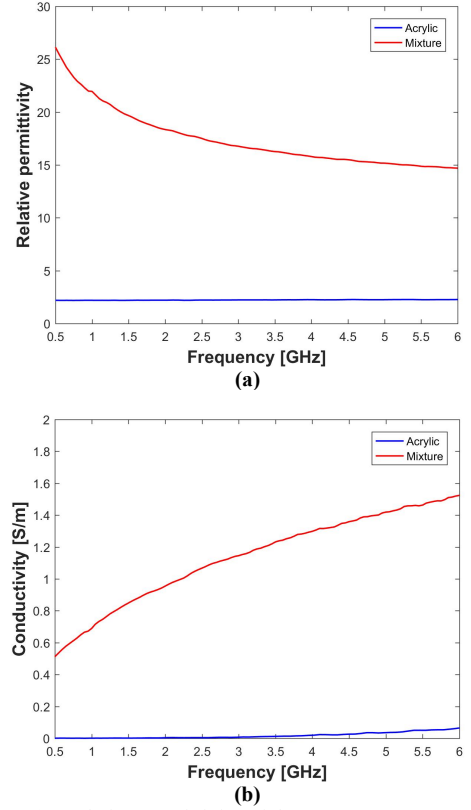 30
25
20
15
10
5
0
Relative permittivity
Acrylic
Mixture
0.5 1 1.5 2 2.5 3 3.5 4 4.5 5 5.5 6
Frequency [GHz]
(a)
2
1.8
1.6
1.4
1.2
1
0.8
0.6
0.4
0.2
0
Conductivity [S/m]
Acrylic
Mixture
0.5 1 1.5 2 2.5 3 3.5 4 4.5 5 5.5 6
Frequency [GHz]
(b)